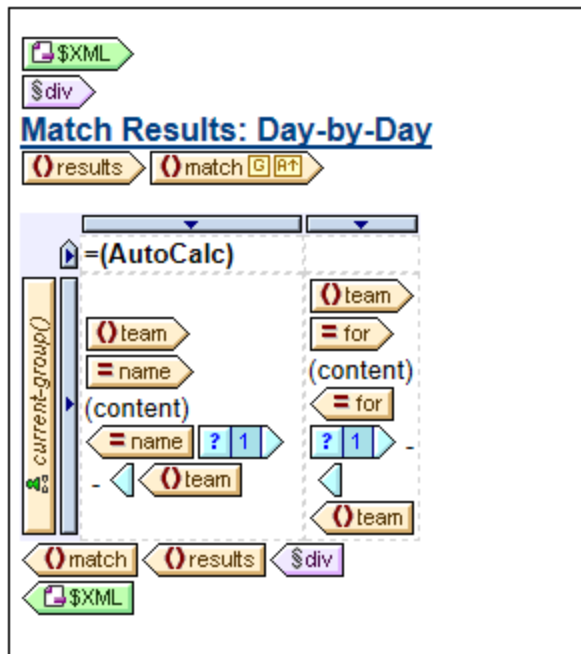 $XML
§div
Match Results: Day-by-Day
()results ()match G A↑
=(AutoCalc)
current-group()
()team
= name
(content)
= name ? 1
- ()team
()team
= for
(content)
= for
? 1 -
()team
()match ()results §div
$XML